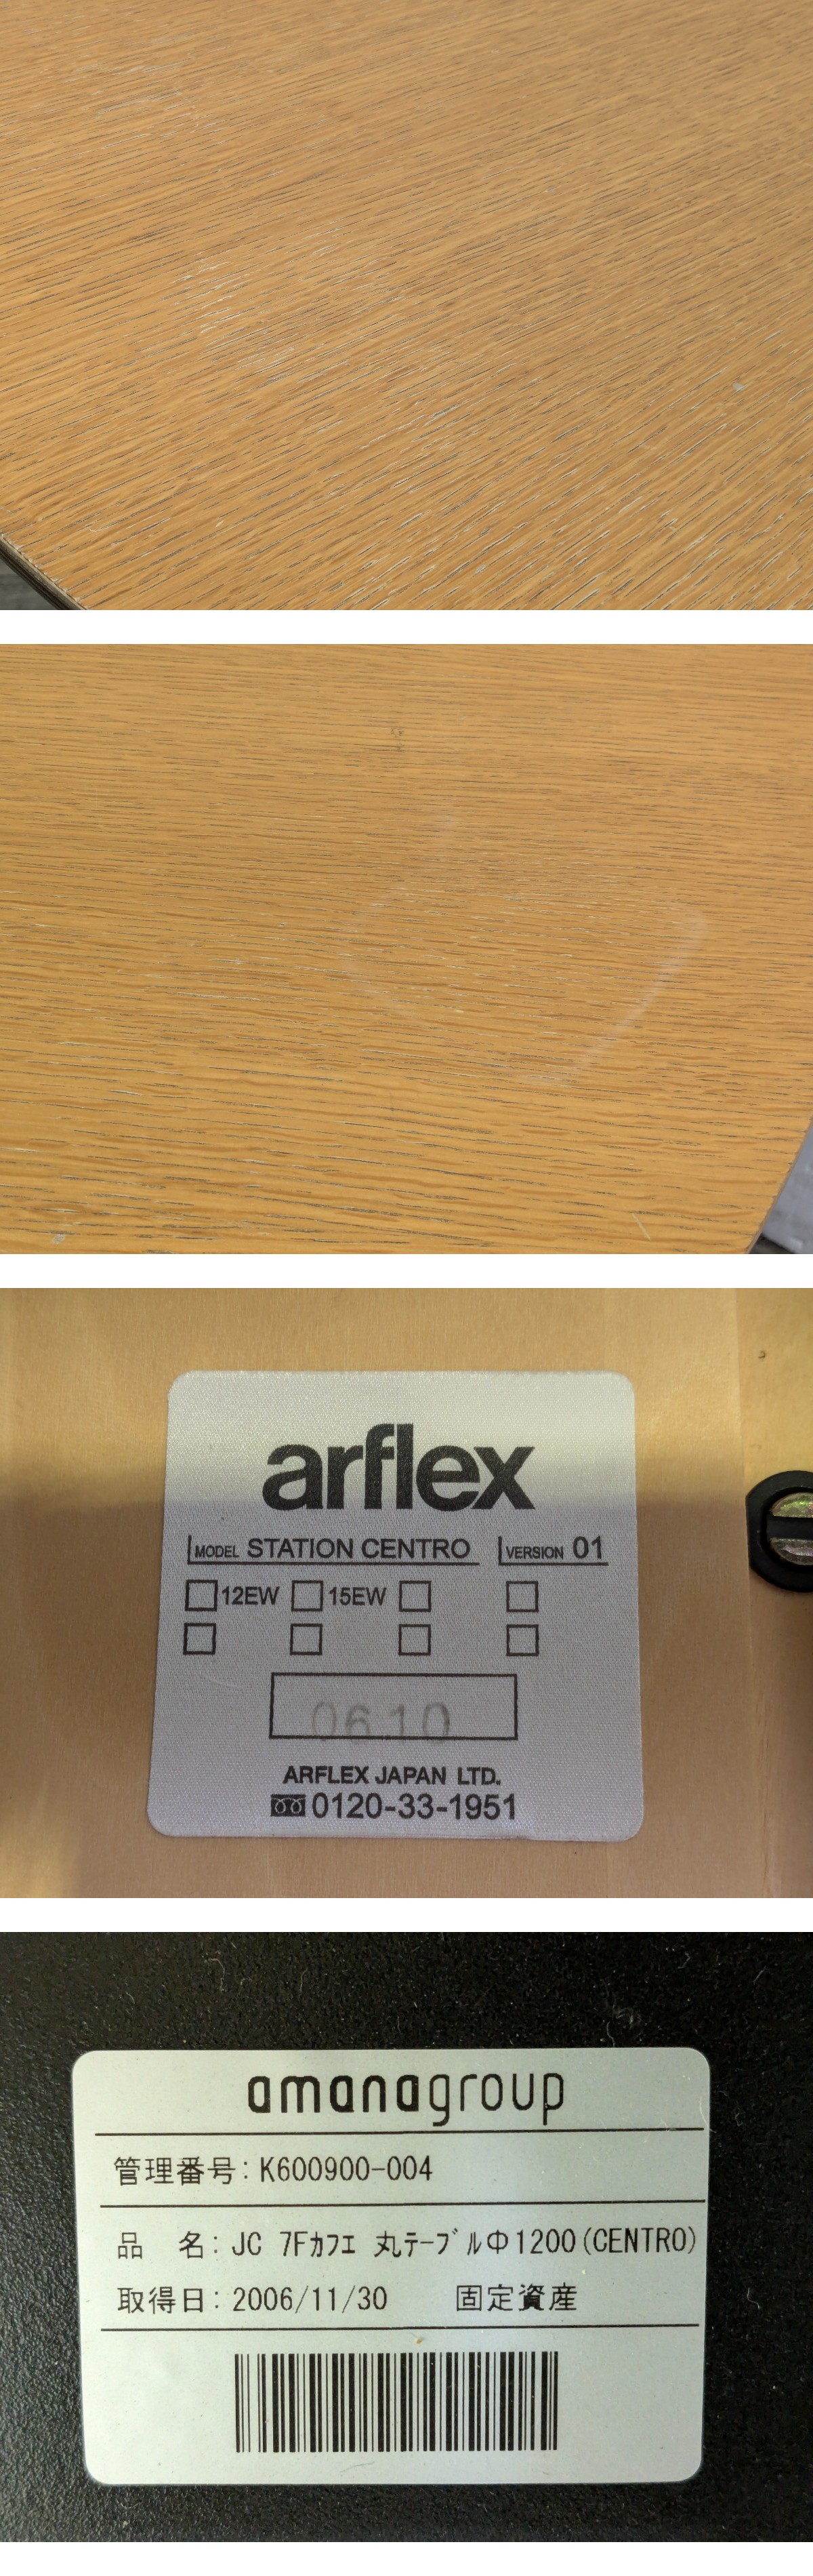 arflex
MODEL STATION CENTRO VERSION 01
12EW 15EW
0610
ARFLEX JAPAN LTD.
0120-33-1951
amanagroup
管理番号: K600900-004
品 名: JC 7Fｶﾌｪ 丸ﾃｰﾌﾞﾙΦ1200(CENTRO)
取得日: 2006/11/30 固定資産